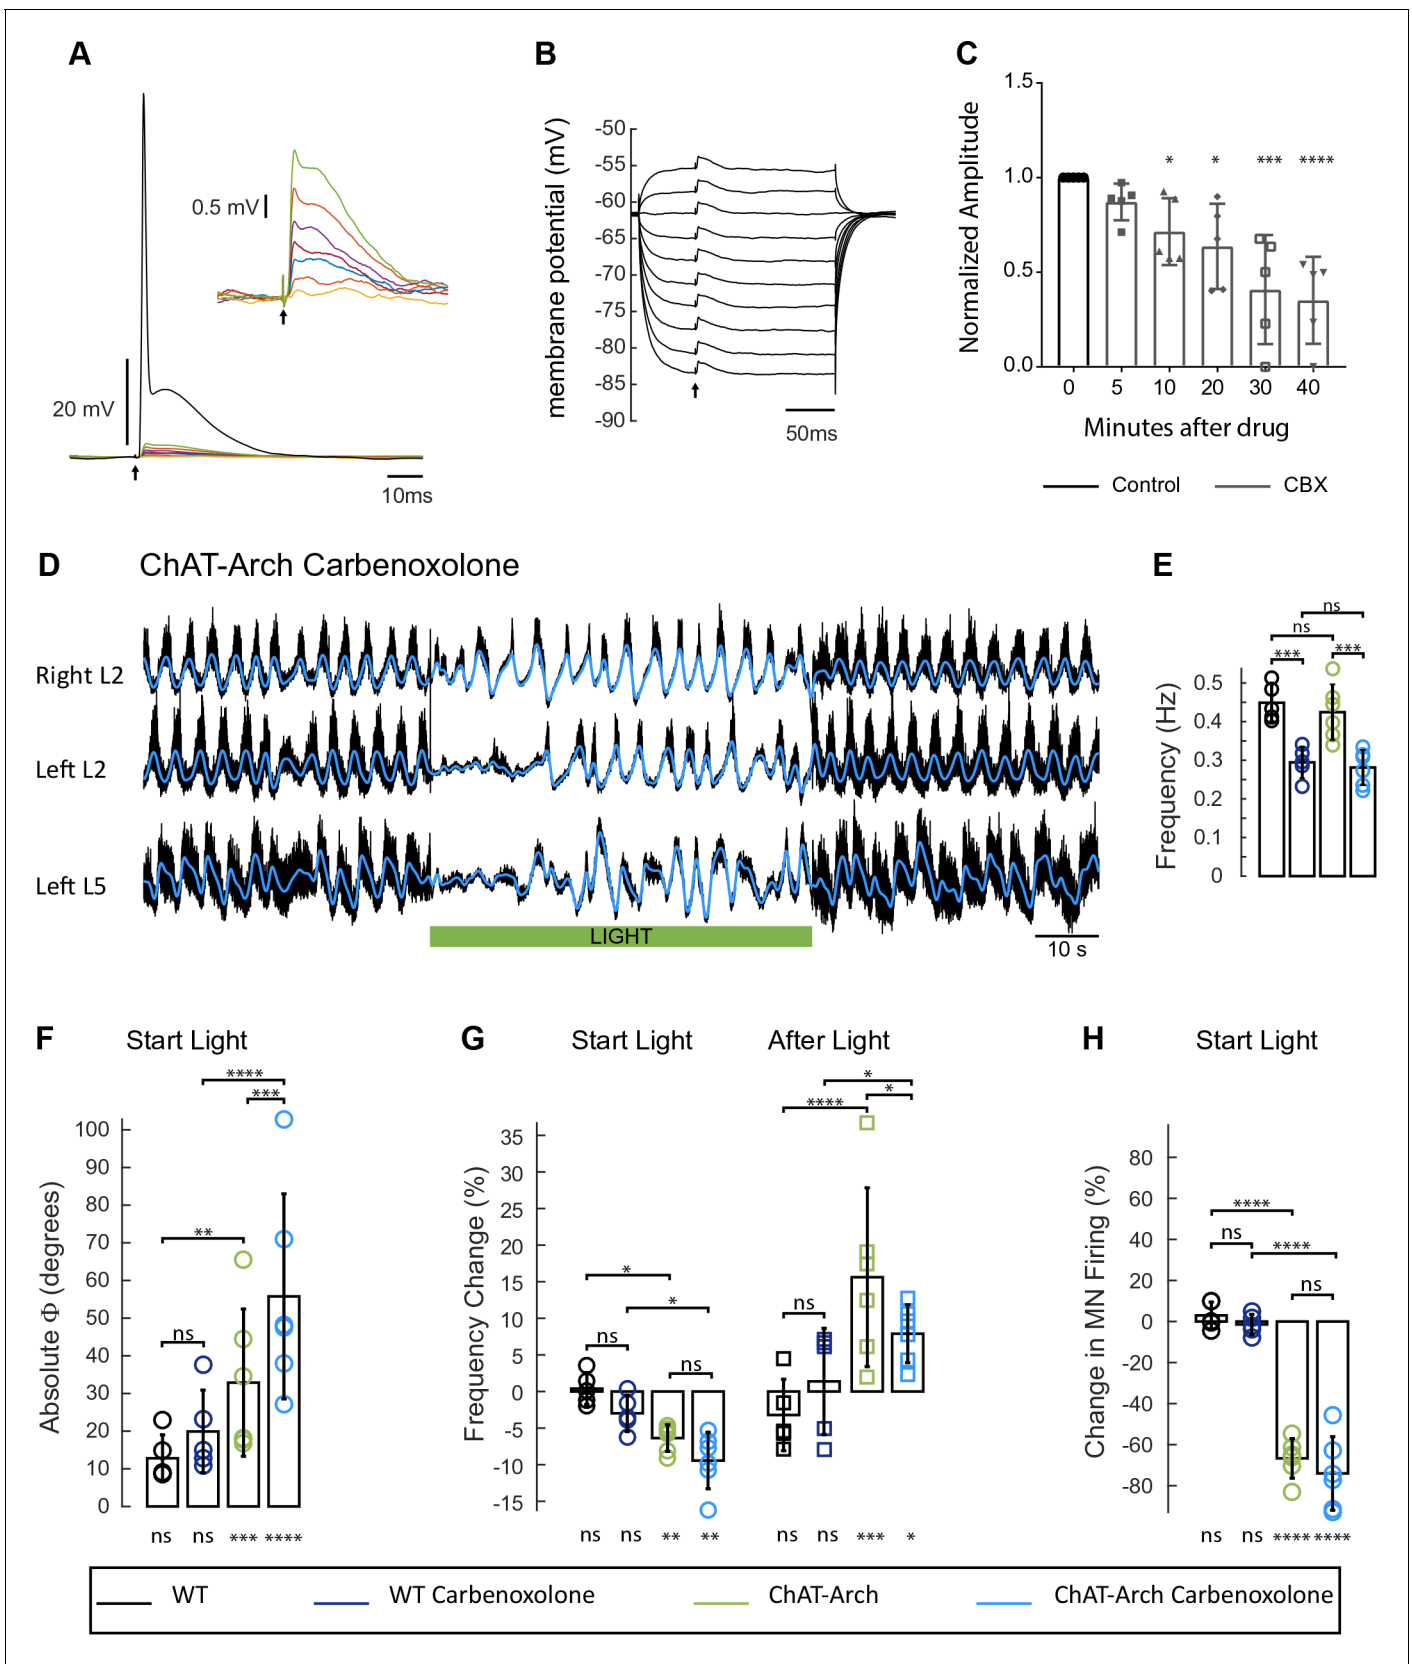 A
B
C
0.5 mV
20 mV
10ms
membrane potential (mV)
-50
-55
-60
-65
-70
-75
-80
-85
-90
50ms
Normalized Amplitude
1.5
1.0
0.5
0.0
* * *** ****
0 5 10 20 30 40
Minutes after drug
Control CBX
D ChAT-Arch Carbenoxolone
Right L2
Left L2
Left L5
LIGHT
10 s
E
ns
ns
*** ***
Frequency (Hz)
0.5
0.4
0.3
0.2
0.1
0
F Start Light
****
***
**
ns
Absolute Φ (degrees)
100
90
80
70
60
50
40
30
20
10
0
ns ns *** ****
G Start Light After Light
*
*
****
*
*
ns
ns
ns
Frequency Change (%)
35
30
25
20
15
10
5
0
-5
-10
-15
ns ns ** ** ns ns *** *
H Start Light
****
ns
****
ns
Change in MN Firing (%)
80
60
40
20
0
-20
-40
-60
-80
ns ns **** ****
WT WT Carbenoxolone ChAT-Arch ChAT-Arch Carbenoxolone